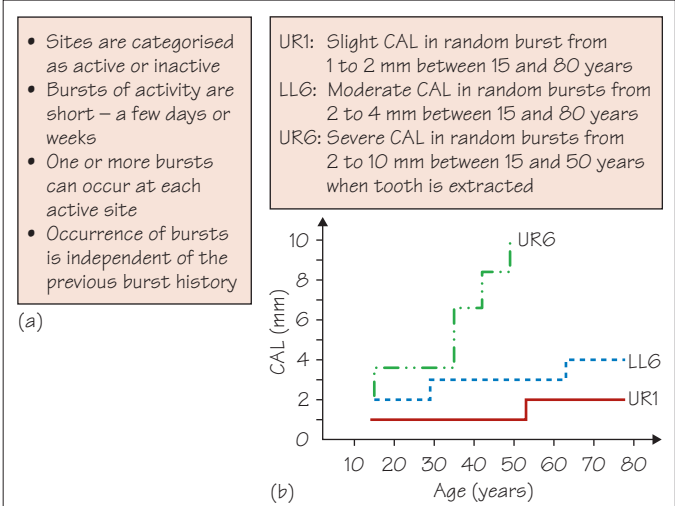 • Sites are categorised
as active or inactive
• Bursts of activity are
short – a few days or
weeks
• One or more bursts
can occur at each
active site
• Occurrence of bursts
is independent of the
previous burst history
(a)
UR1: Slight CAL in random burst from
1 to 2 mm between 15 and 80 years
LL6: Moderate CAL in random bursts from
2 to 4 mm between 15 and 80 years
UR6: Severe CAL in random bursts from
2 to 10 mm between 15 and 50 years
when tooth is extracted
CAL (mm)
10
8
6
4
2
0
UR6
LL6
UR1
10 20 30 40 50 60 70 80
Age (years)
(b)